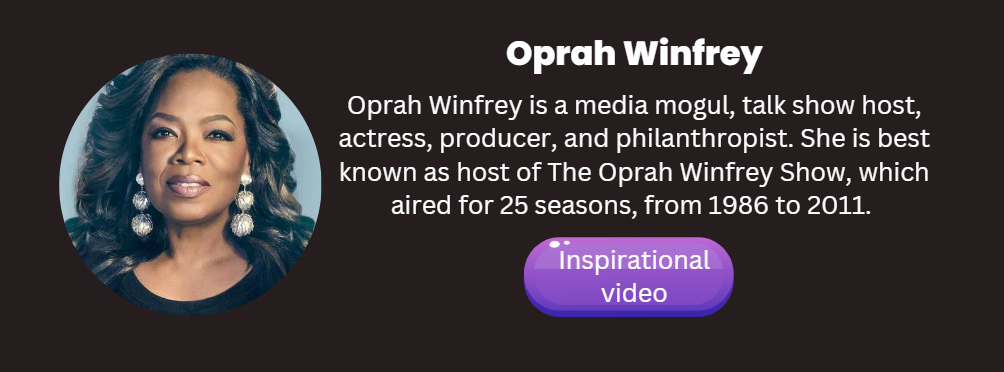 Oprah Winfrey
Oprah Winfrey is a media mogul, talk show host,
actress, producer, and philanthropist. She is best
known as host of The Oprah Winfrey Show, which
aired for 25 seasons, from 1986 to 2011.
Inspirational
video